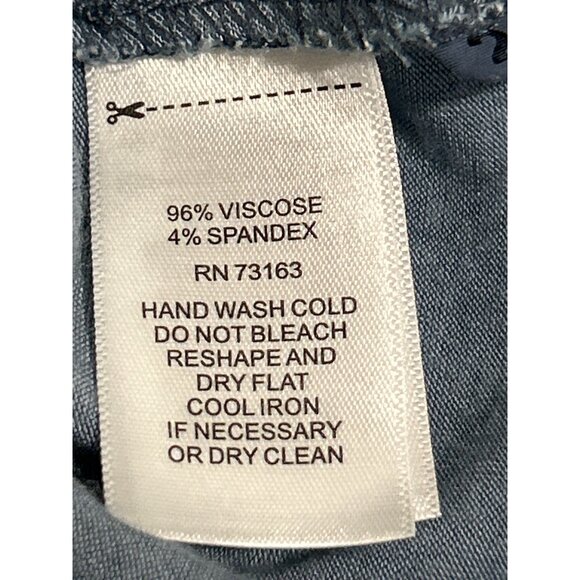 96% VISCOSE
4% SPANDEX
RN 73163
HAND WASH COLD
DO NOT BLEACH
RESHAPE AND
DRY FLAT
COOL IRON
IF NECESSARY
OR DRY CLEAN